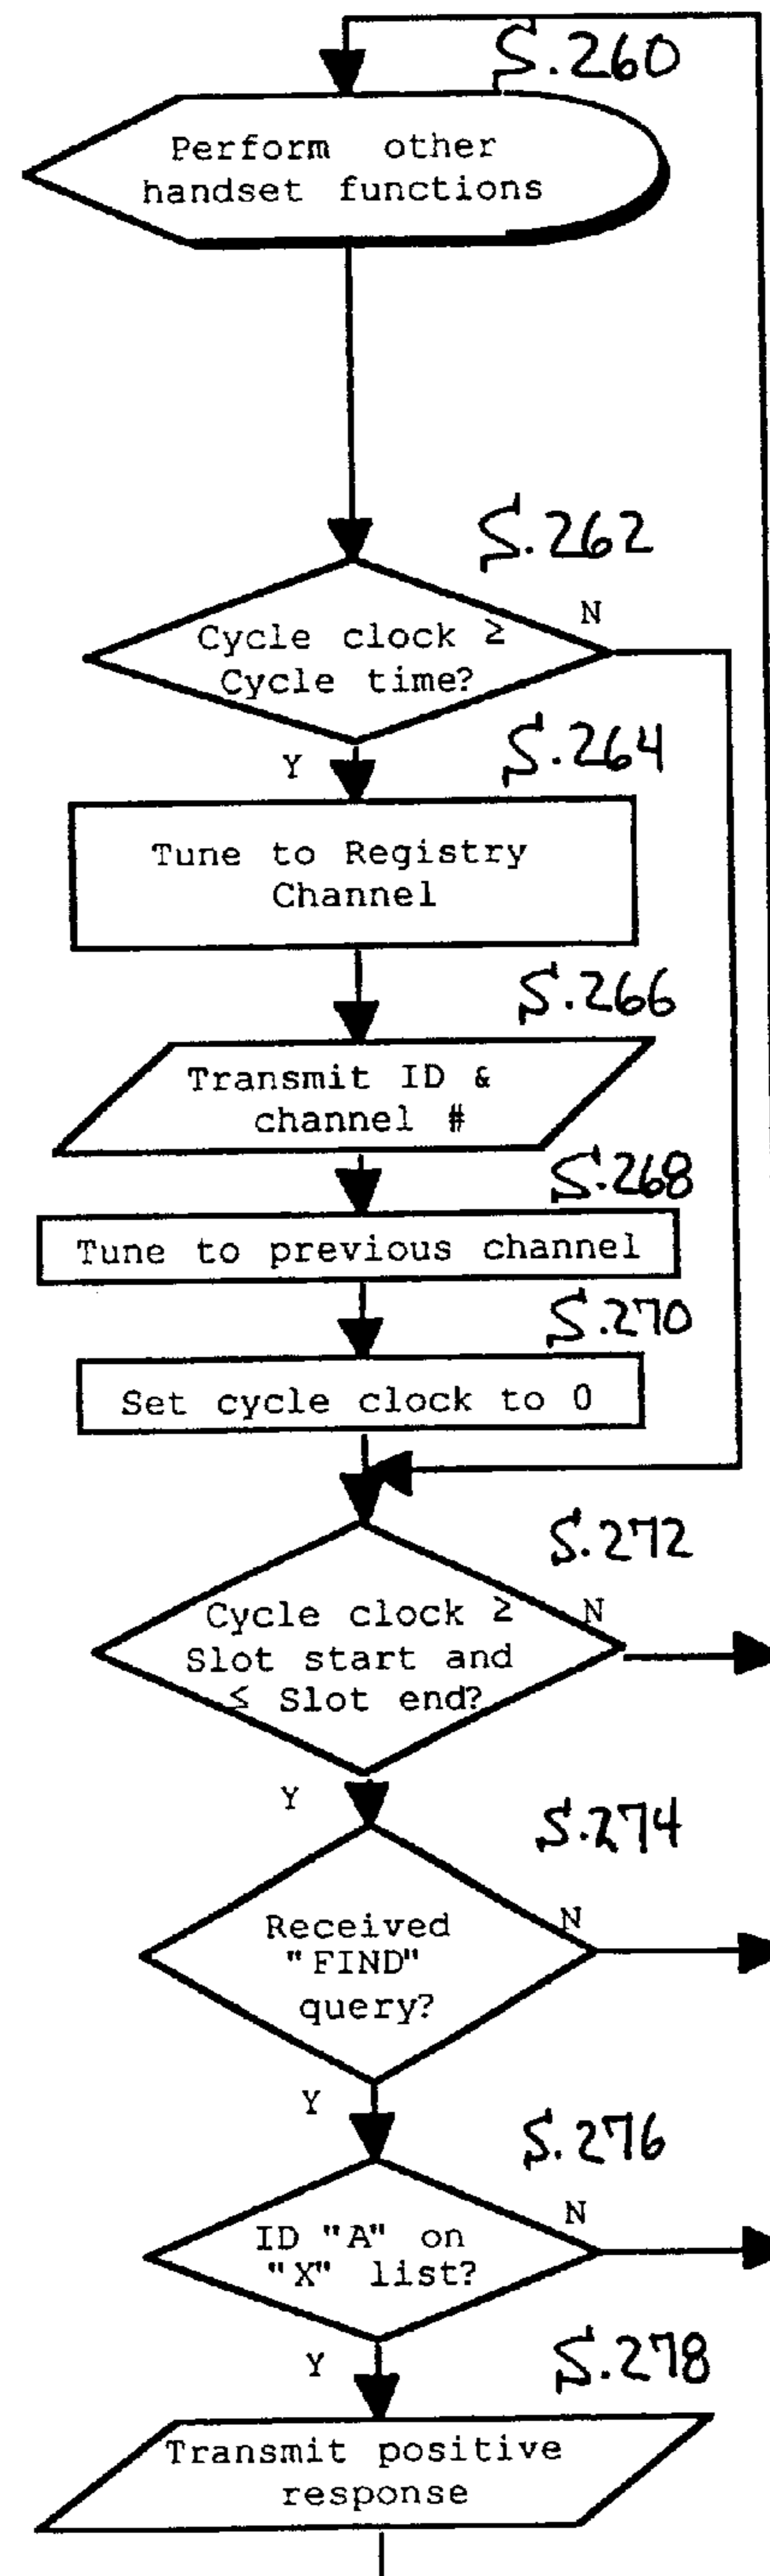 S.260
Perform other
handset functions
S.262
Cycle clock ≥
Cycle time?
N
Y
S.264
Tune to Registry
Channel
S.266
Transmit ID &
channel #
S.268
Tune to previous channel
S.270
Set cycle clock to 0
S.272
Cycle clock ≥
Slot start and
≤ Slot end?
N
Y
S.274
Received
"FIND"
query?
N
Y
S.276
ID "A" on
"X" list?
N
Y
S.278
Transmit positive
response